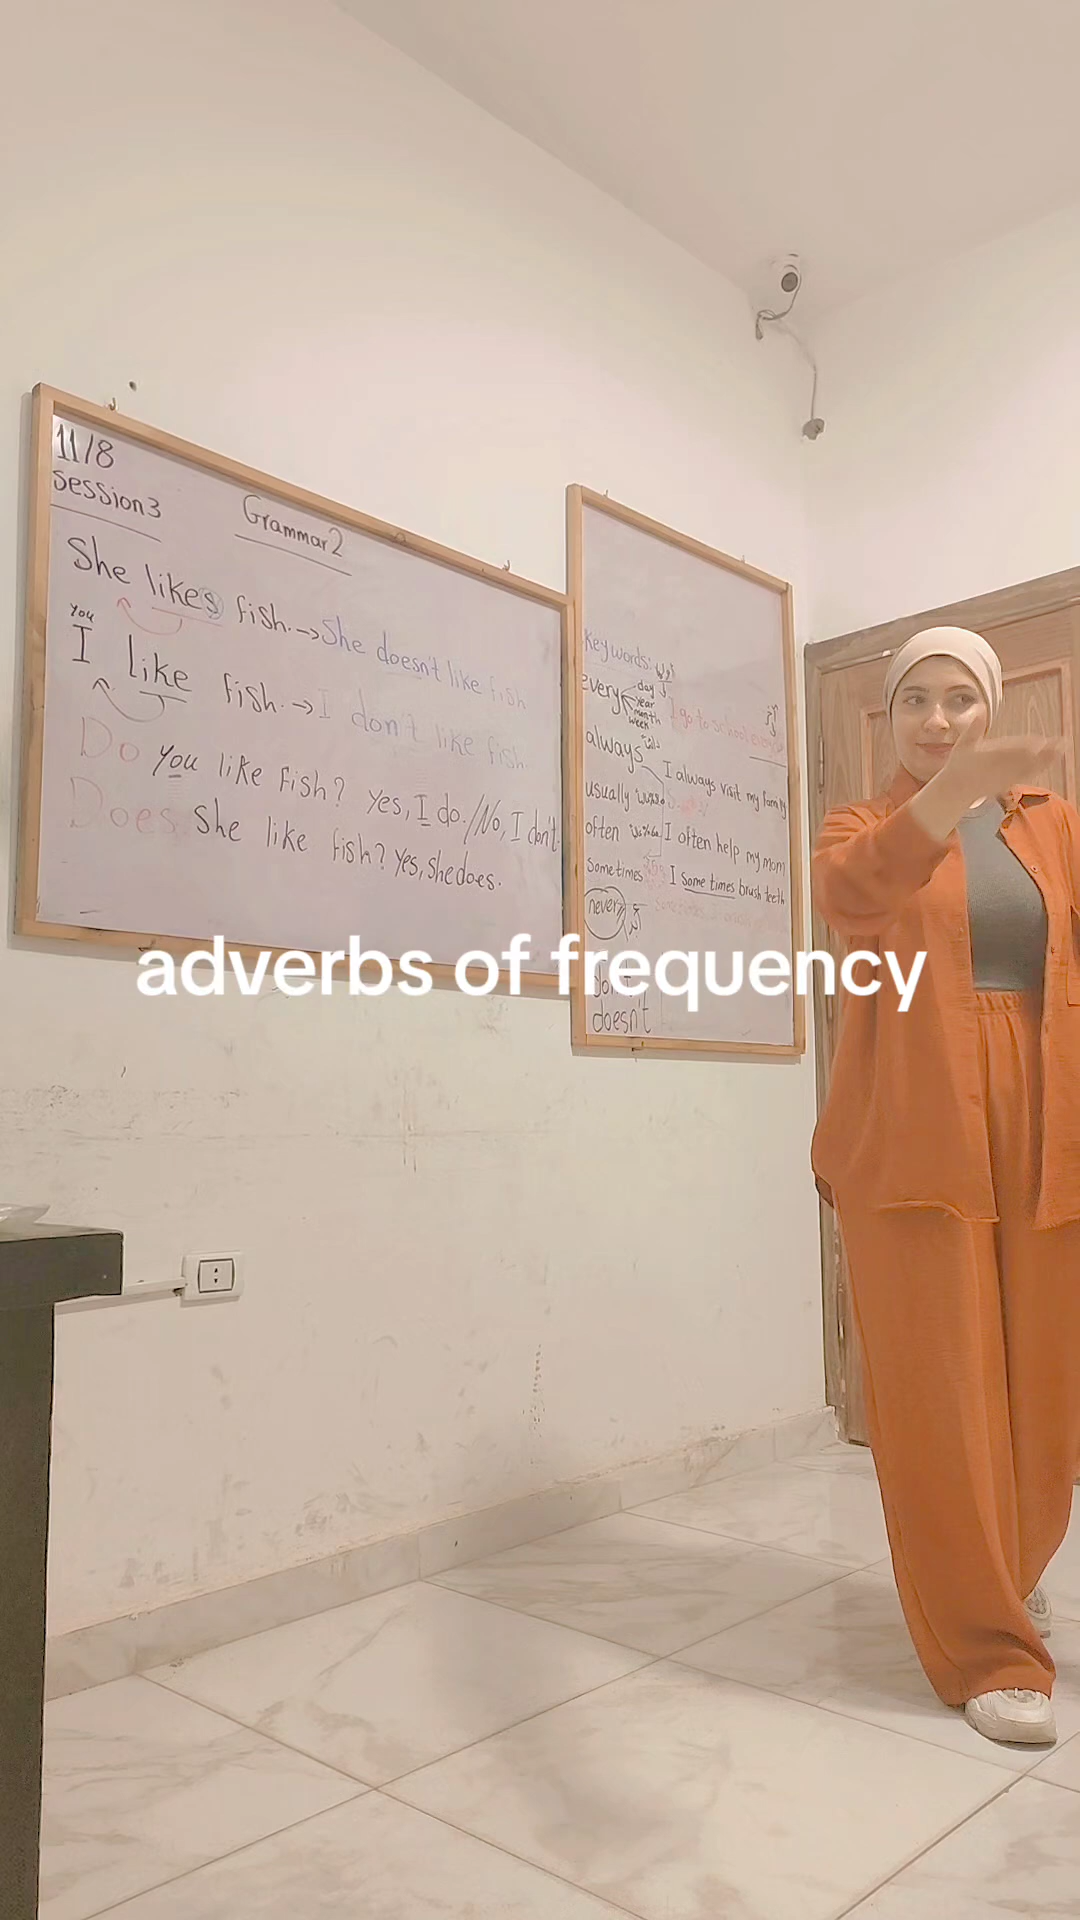 11/8
Session3
Grammar2
She likes fish. → She doesn't like fish
you
I like fish. → I don't like fish.
Do you like fish? Yes, I do. / No, I don't.
Does she like fish? Yes, she does.
Keywords:
every day
year
month
week
I go to school every
always
I always visit my family
usually
often I often help my mom
Sometimes I some times brush teeth
never
doesn't
adverbs of frequency